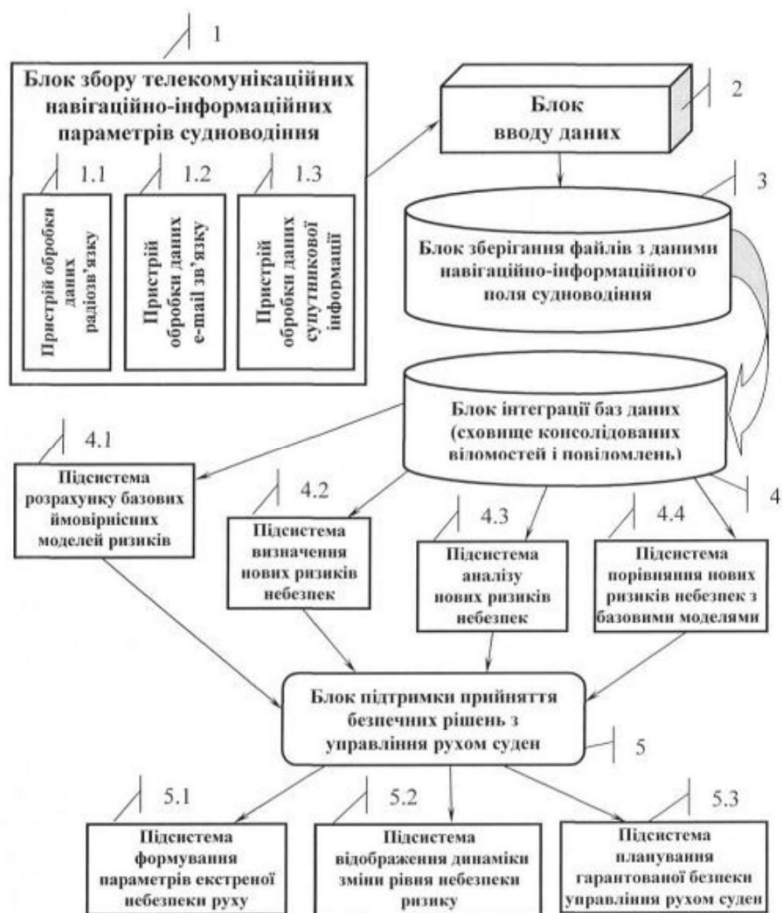 1
Блок збору телекомунікаційних
навігаційно-інформаційних
параметрів судноводіння
1.1
1.2
1.3
Пристрій обробки
даних
радіозв'язку
Пристрій
обробки даних
e-mail зв'язку
Пристрій
обробки даних
супутникової
інформації
Блок
вводу даних
2
3
Блок зберігання файлів з даними
навігаційно-інформаційного
поля судноводіння
Блок інтеграції баз даних
(сховище консолідованих
відомостей і повідомлень)
4
4.1
Підсистема
розрахунку базових
ймовірнісних
моделей ризиків
4.2
Підсистема
визначення
нових ризиків
небезпек
4.3
Підсистема
аналізу
нових ризиків
небезпек
4.4
Підсистема
порівняння нових
ризиків небезпек з
базовими моделями
Блок підтримки прийняття
безпечних рішень з
управління рухом суден
5
5.1
Підсистема
формування
параметрів екстреної
небезпеки руху
5.2
Підсистема
відображення динаміки
зміни рівня небезпеки
ризику
5.3
Підсистема
планування
гарантованої безпеки
управління рухом суден